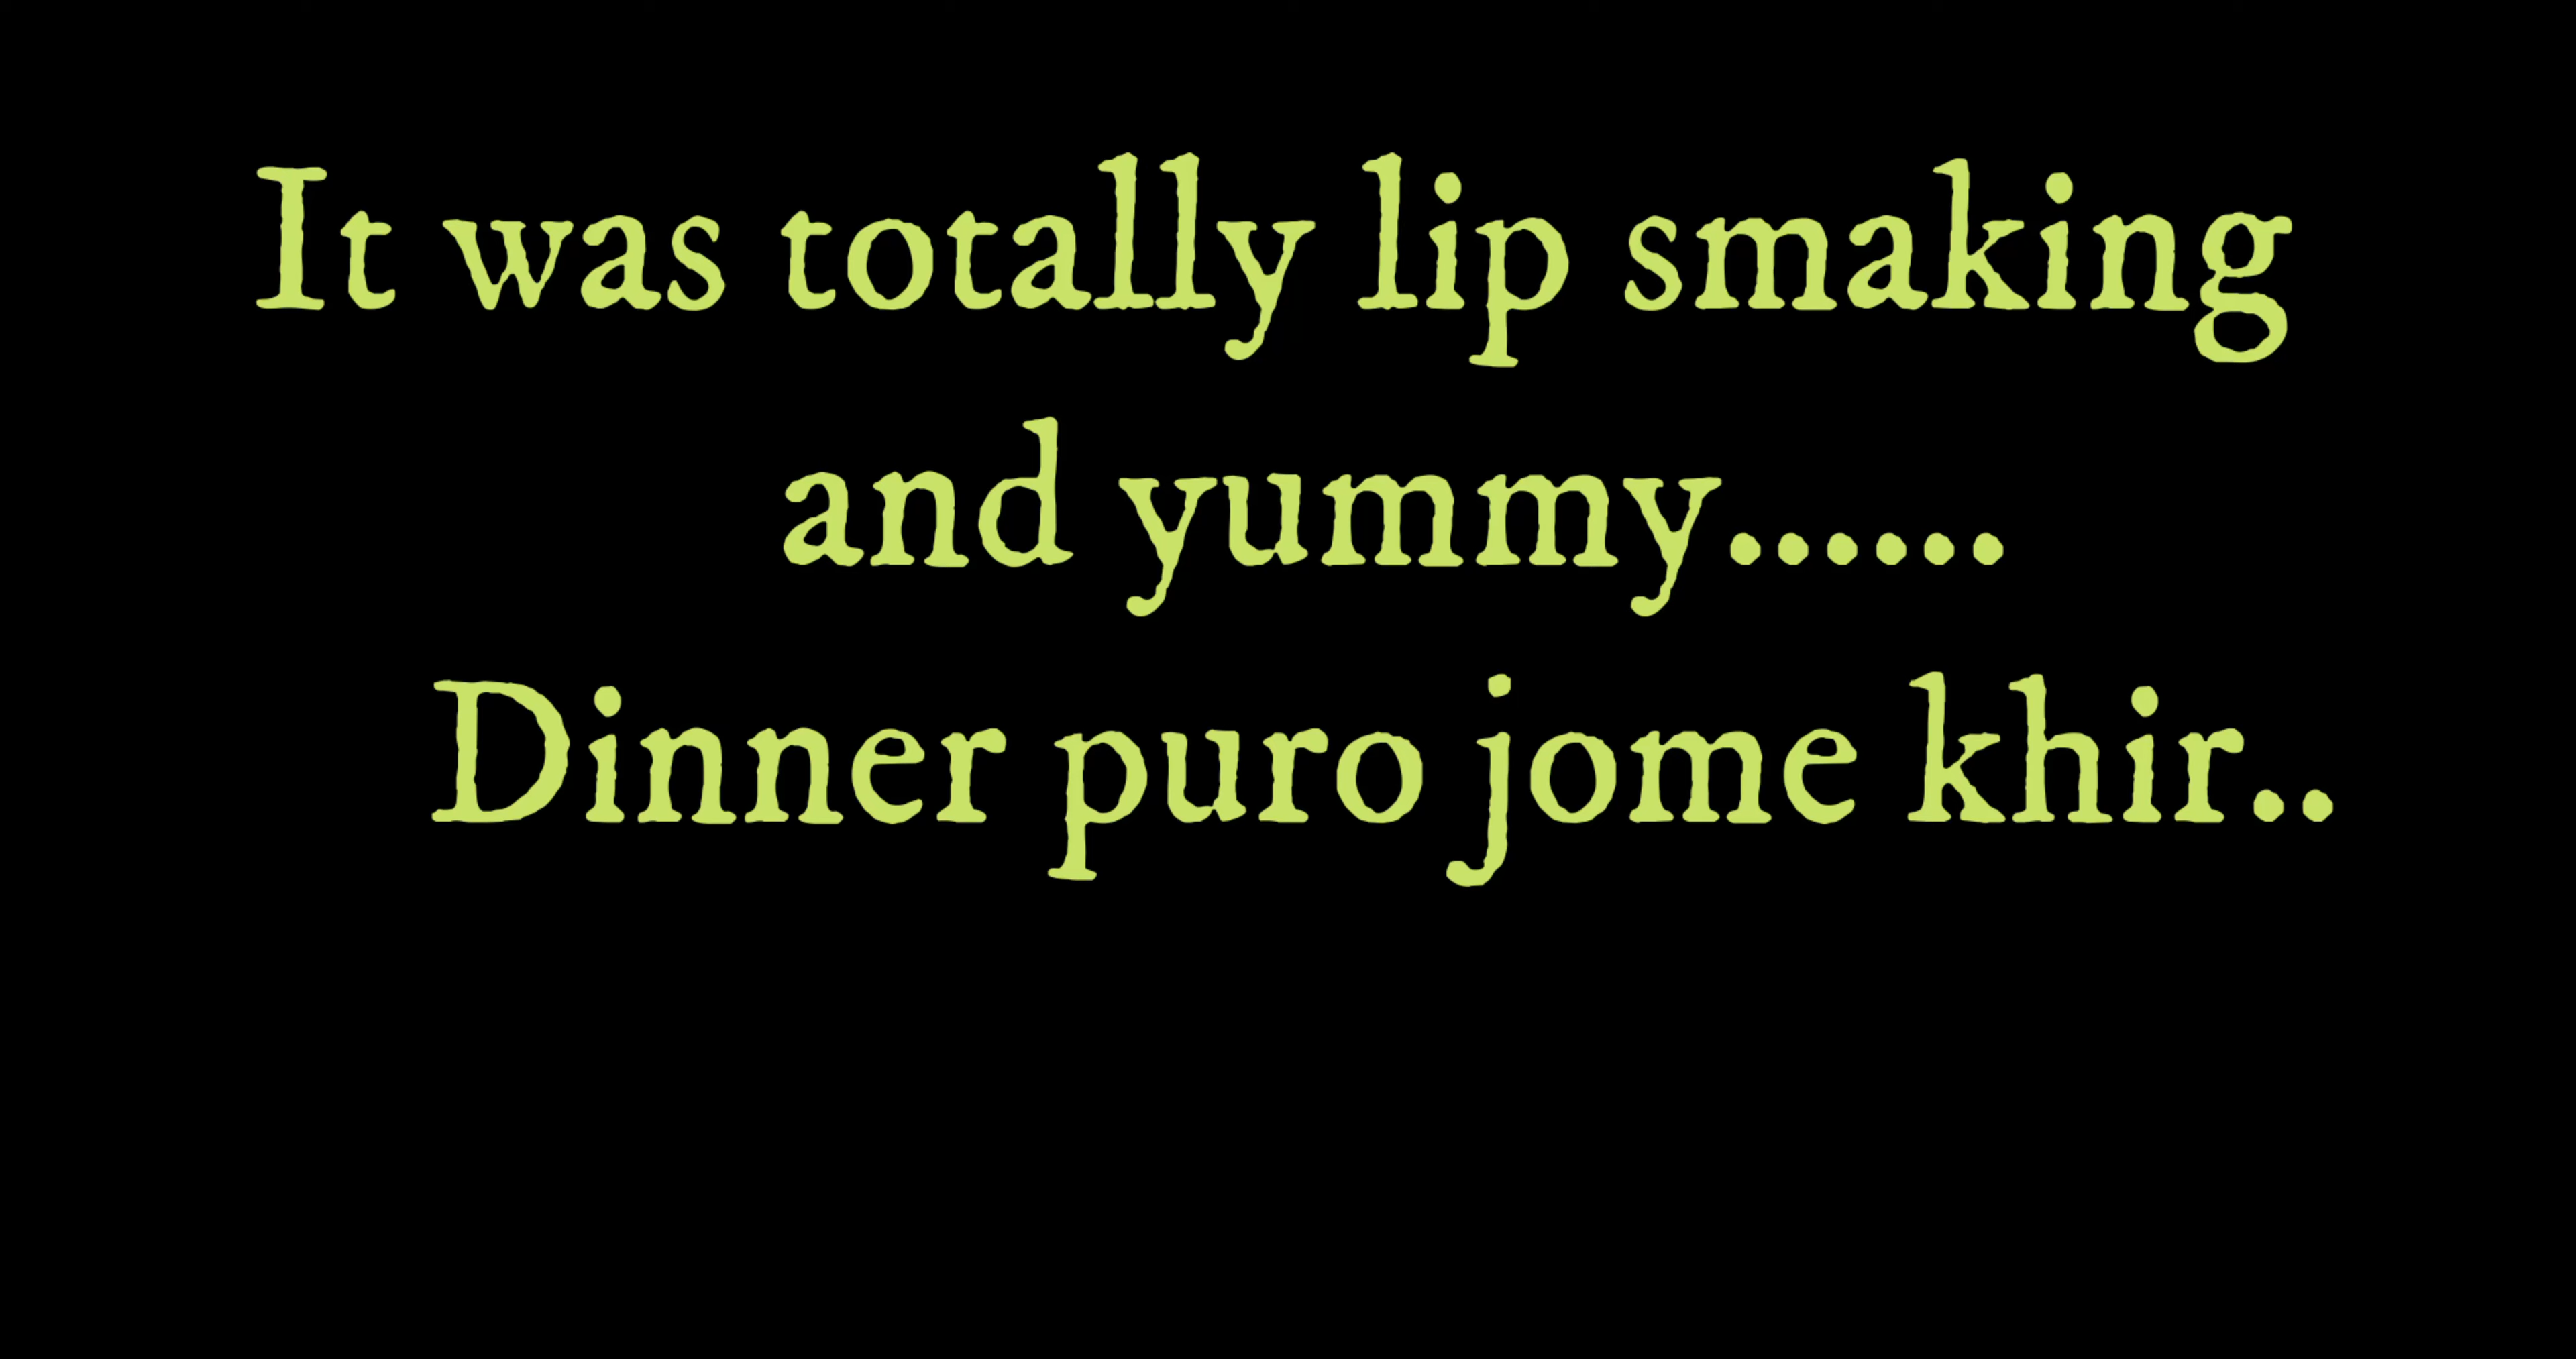 It was totally lip smaking
and yummy......
Dinner puro jome khir..